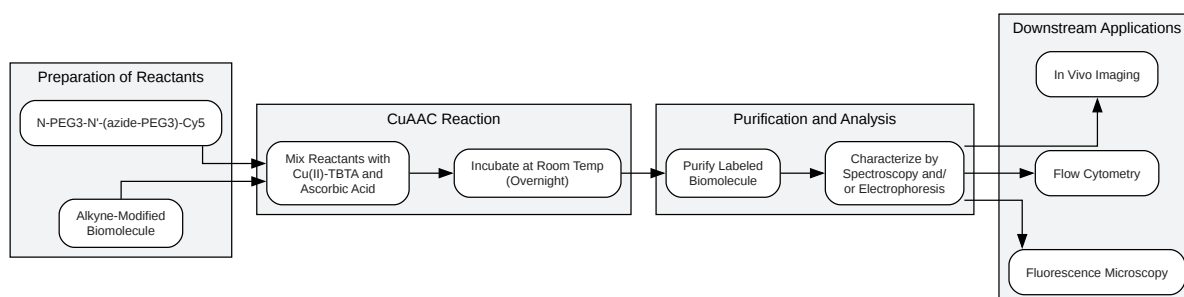 Preparation of Reactants
N-PEG3-N'-(azide-PEG3)-Cy5
Alkyne-Modified
Biomolecule
CuAAC Reaction
Mix Reactants with
Cu(II)-TBTA and
Ascorbic Acid
Incubate at Room Temp
(Overnight)
Purification and Analysis
Purify Labeled
Biomolecule
Characterize by
Spectroscopy and/
or Electrophoresis
Downstream Applications
In Vivo Imaging
Flow Cytometry
Fluorescence Microscopy